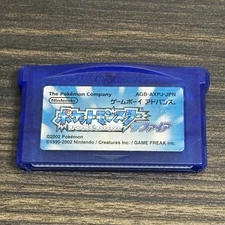 The Pokémon Company AGB-AXPJ-JPN
Nintendo ゲームボーイ アドバンス
ポケットモンスター
サファイア
©2002 Pokémon
©1995-2002 Nintendo / Creatures inc. / GAME FREAK inc.